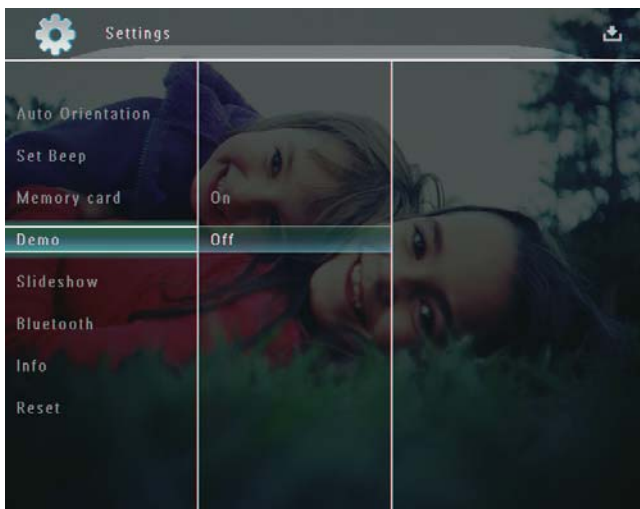 Settings
Auto Orientation
Set Beep
Memory card
On
Demo
Off
Slideshow
Bluetooth
Info
Reset